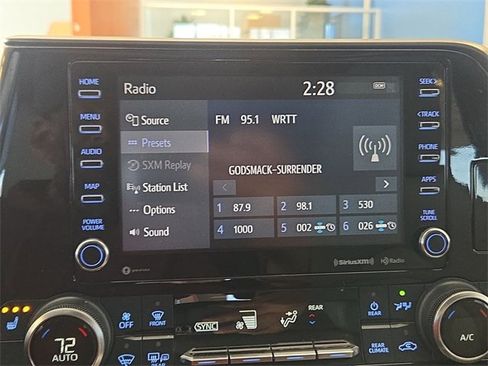 HOME
MENU
AUDIO
MAP
POWER
VOLUME
Radio
2:28
Source
Presets
SXM Replay
Station List
Options
Sound
FM 95.1 WRTT
GODSMACK-SURRENDER
1 87.9 2 98.1 3 530
4 1000 5 002 6 026
SEEK>
<TRACK
PHONE
APPS
TUNE
SCROLL
SiriusXM
HD Radio
72
AUTO
OFF
FRONT
REAR
SYNC
REAR
REAR
REAR
CLIMATE
A/C